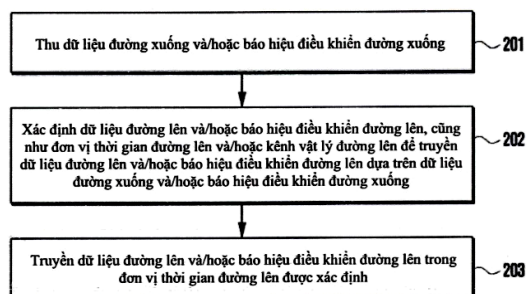 Thu dữ liệu đường xuống và/hoặc báo hiệu điều khiển đường xuống
201
Xác định dữ liệu đường lên và/hoặc báo hiệu điều khiển đường lên, cũng
như đơn vị thời gian đường lên và/hoặc kênh vật lý đường lên để truyền
dữ liệu đường lên và/hoặc báo hiệu điều khiển đường lên dựa trên dữ liệu
đường xuống và/hoặc báo hiệu điều khiển đường xuống
202
Truyền dữ liệu đường lên và/hoặc báo hiệu điều khiển đường lên trong
đơn vị thời gian đường lên được xác định
203